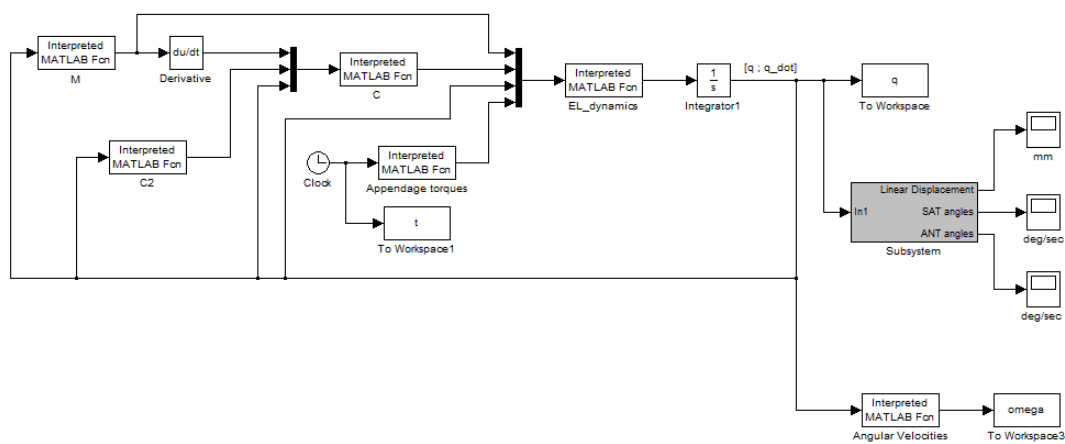 Interpreted
MATLAB Fcn
M
du/dt
Derivative
Interpreted
MATLAB Fcn
C
Interpreted
MATLAB Fcn
EL_dynamics
1
s
Integrator1
[q ; q_dot]
q
To Workspace
mm
Interpreted
MATLAB Fcn
C2
Clock
Interpreted
MATLAB Fcn
Appendage torques
t
To Workspace1
In1
Linear Displacement
SAT angles
ANT angles
Subsystem
deg/sec
deg/sec
Interpreted
MATLAB Fcn
Angular Velocities
omega
To Workspace3